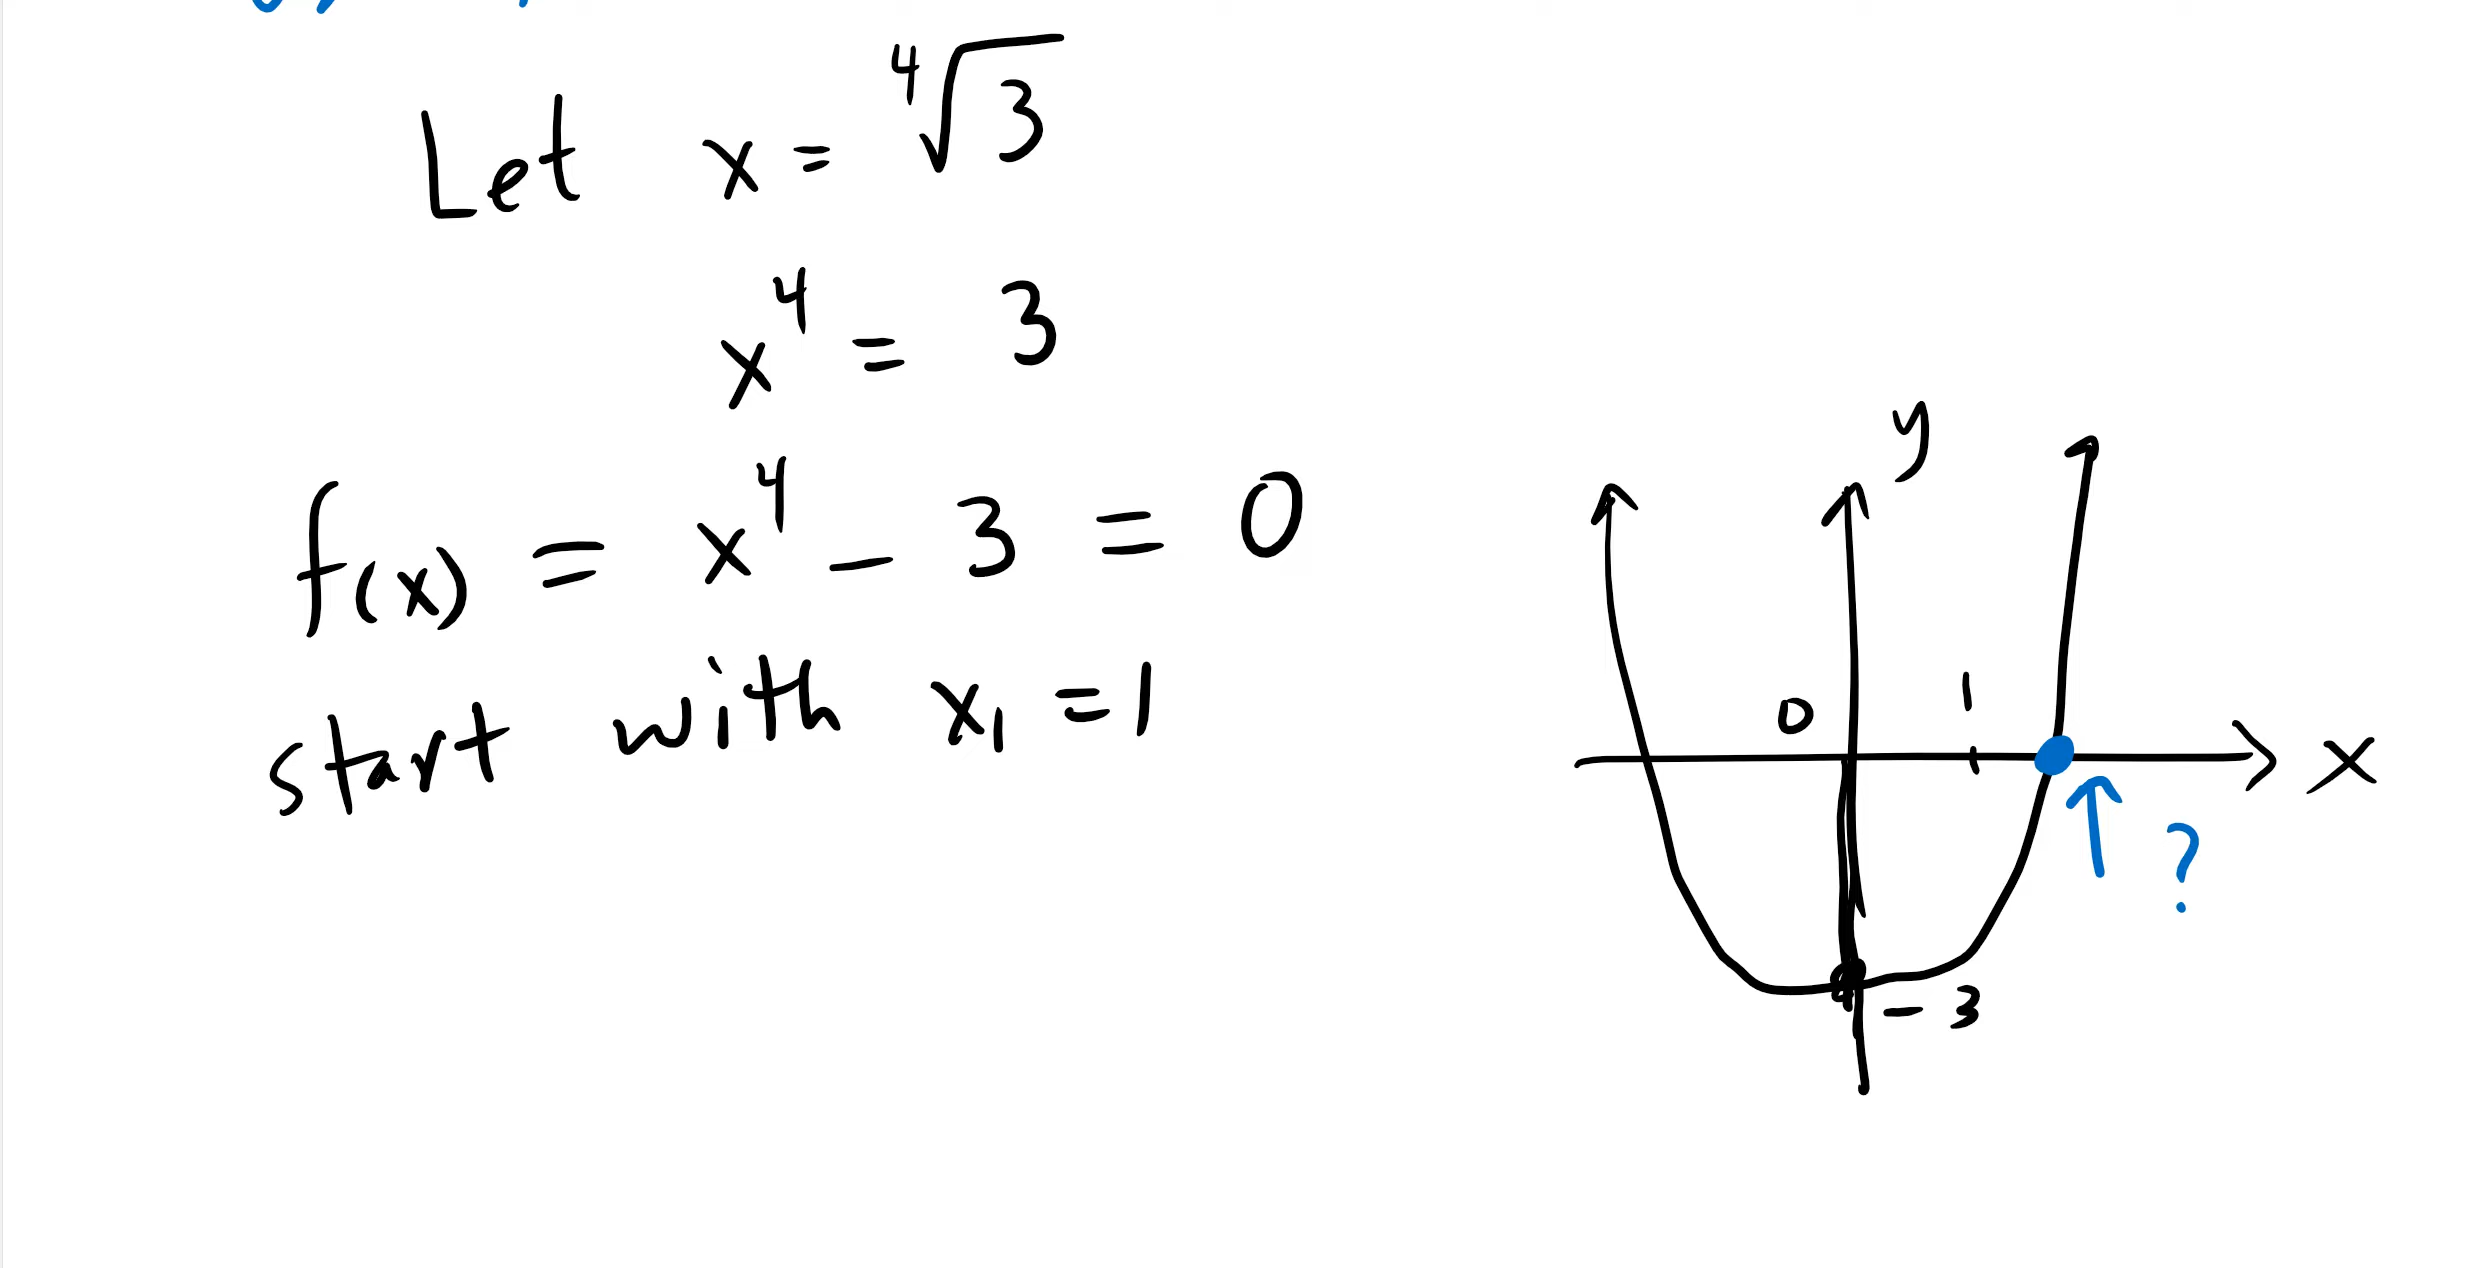 Let x = ⁴√3
x⁴ = 3
f(x) = x⁴ - 3 = 0
start with x₁ = 1
y
0 1
x
?
-3